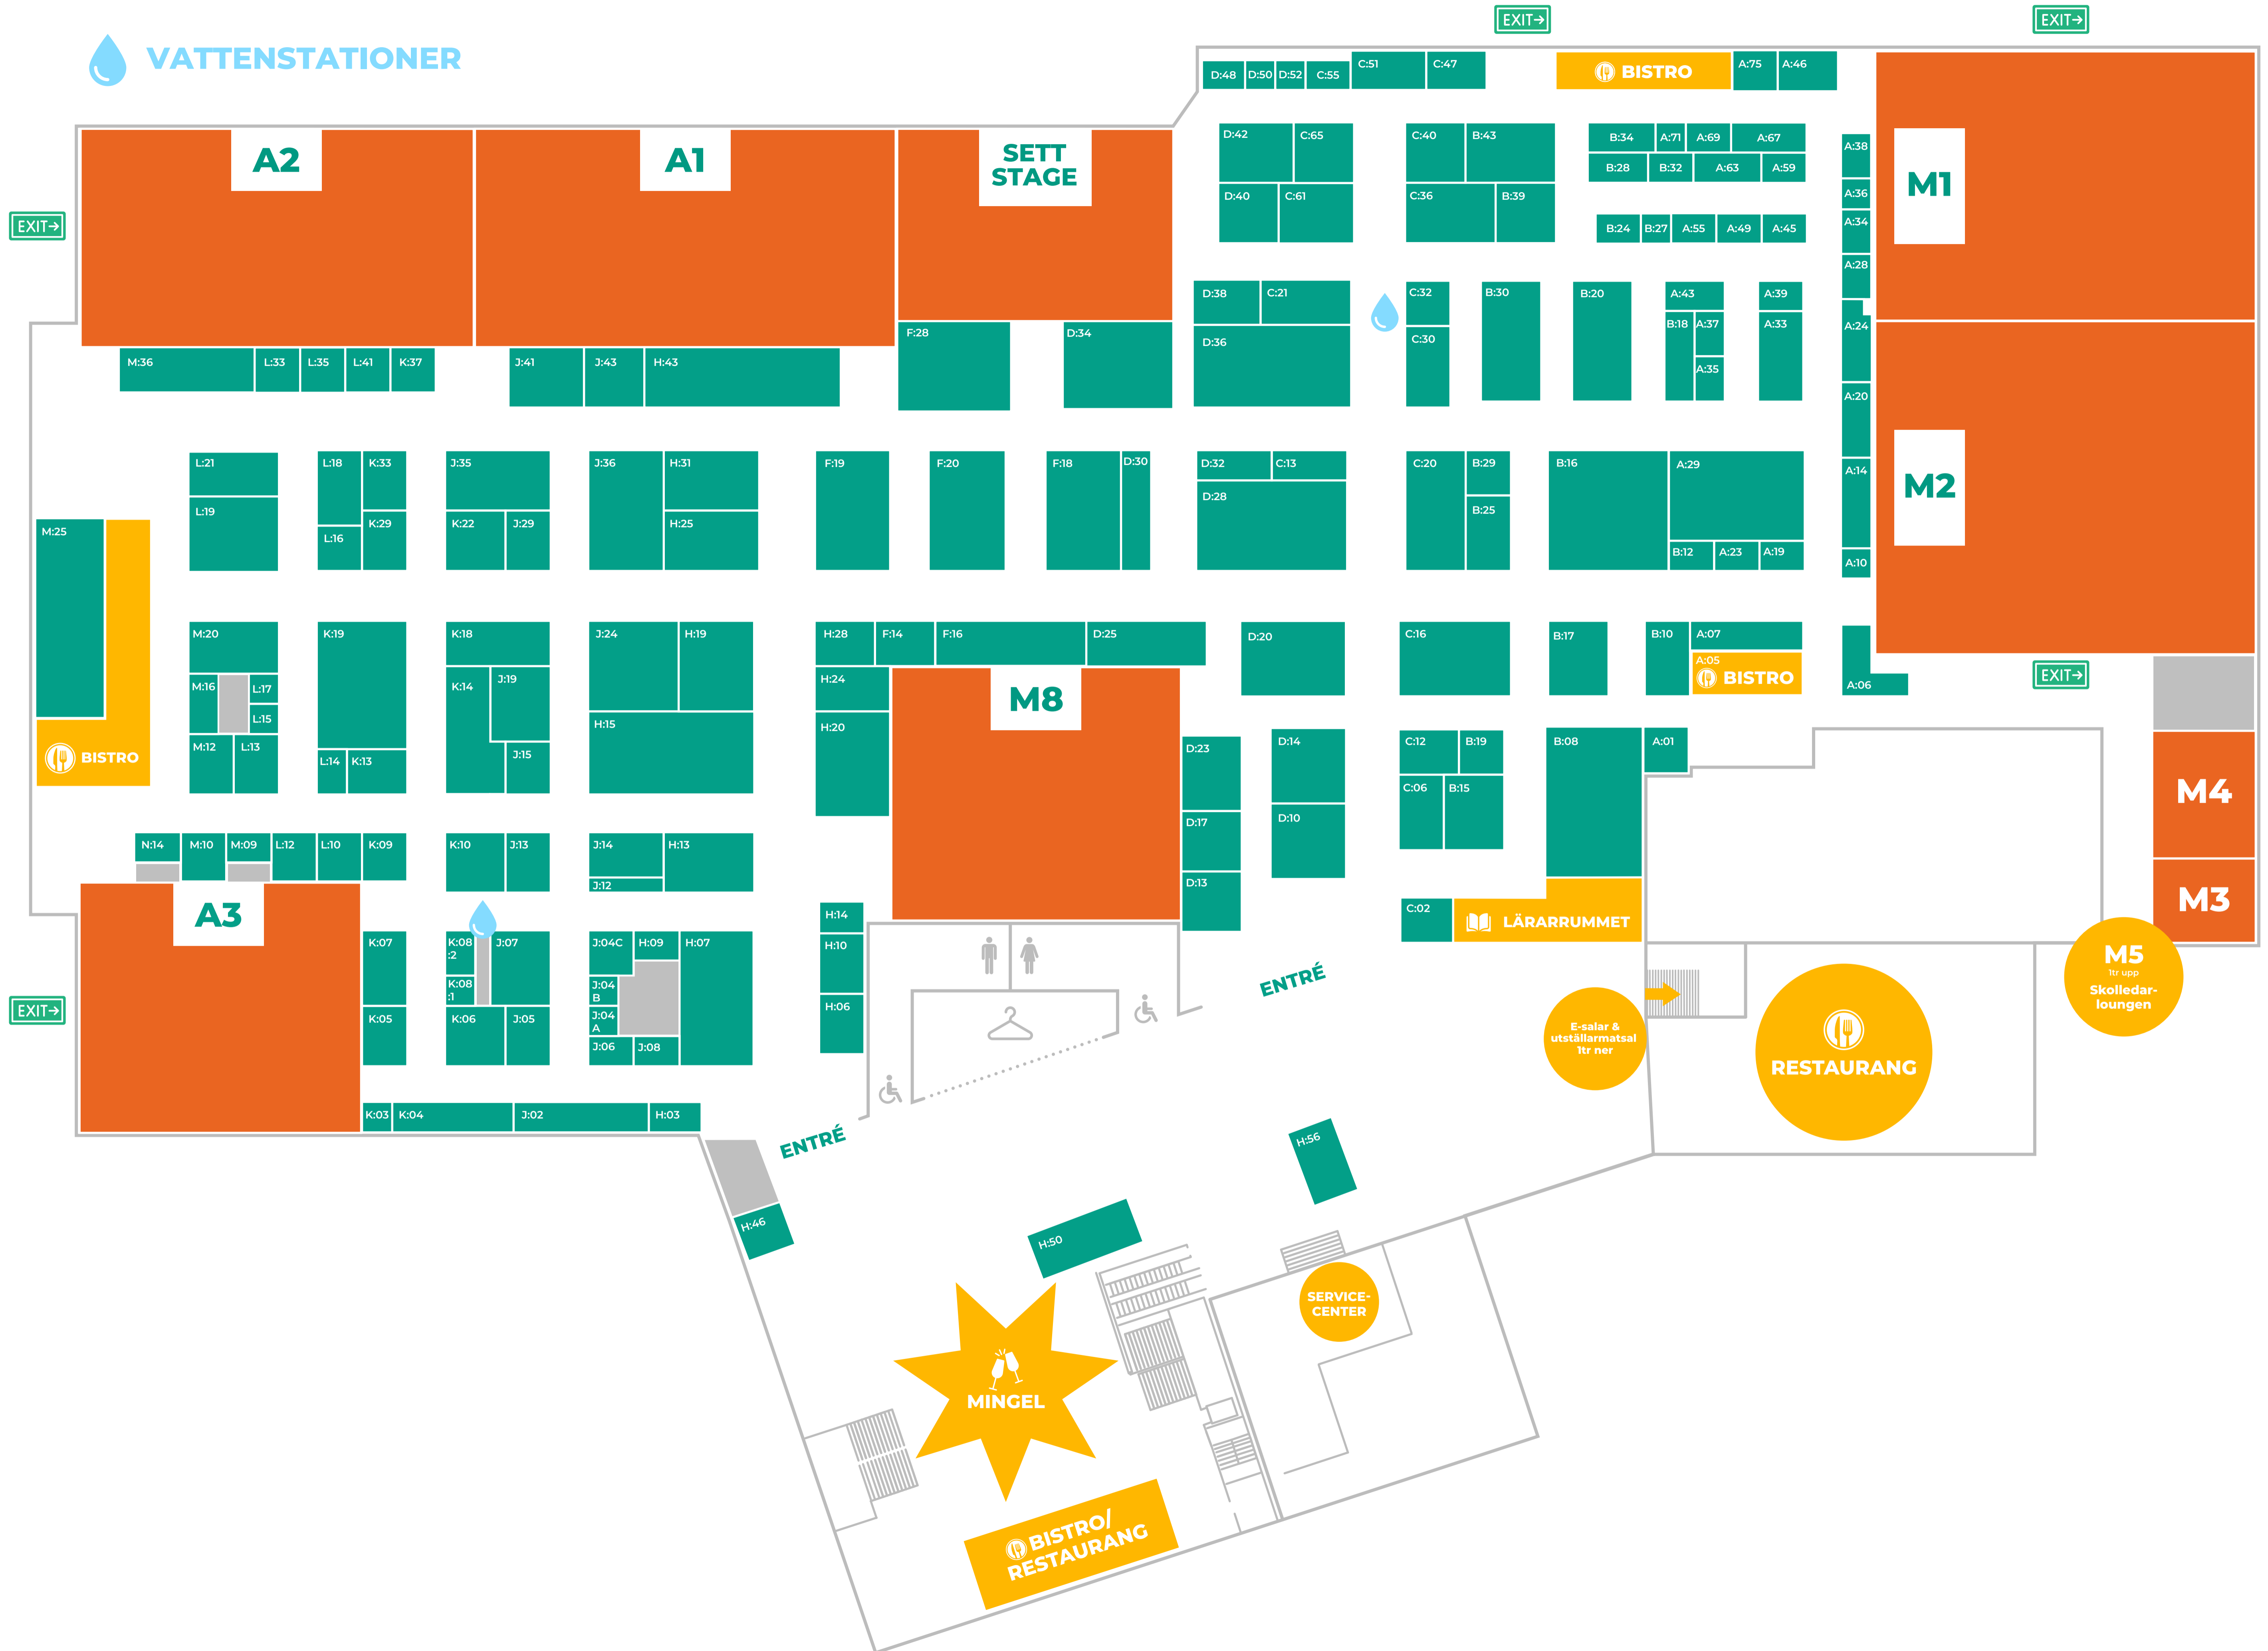 VATTENSTATIONER
EXIT
EXIT
D:48
D:50
D:52
C:55
C:51
C:47
BISTRO
A:75
A:46
A2
A1
SETT
STAGE
D:42
C:65
C:40
B:43
B:34
A:71
A:69
A:67
A:38
M1
B:28
B:32
A:63
A:59
D:40
C:61
C:36
B:39
A:36
EXIT
B:24
B:27
A:55
A:49
A:45
A:34
A:28
D:38
C:21
C:32
B:30
B:20
A:43
A:39
F:28
D:34
D:36
C:30
B:18
A:37
A:33
A:24
M:36
L:33
L:35
L:41
K:37
J:41
J:43
H:43
A:35
A:20
L:21
L:18
K:33
J:35
J:36
H:31
F:19
F:20
F:18
D:30
D:32
C:13
C:20
B:29
B:16
A:29
A:14
M2
L:19
D:28
B:25
M:25
L:16
K:29
K:22
J:29
H:25
B:12
A:23
A:19
A:10
M:20
K:19
K:18
J:24
H:19
H:28
F:14
F:16
D:25
D:20
C:16
B:17
B:10
A:07
A:05
BISTRO
A:06
EXIT
M:16
L:17
K:14
J:19
H:24
M8
L:15
H:15
H:20
M:12
L:13
L:14
K:13
J:15
BISTRO
D:23
D:14
C:12
B:19
B:08
A:01
C:06
B:15
M4
D:17
D:10
N:14
M:10
M:09
L:12
L:10
K:09
K:10
J:13
J:14
H:13
J:12
D:13
A3
H:14
C:02
LÄRARRUMMET
M3
K:07
K:08
:2
J:07
J:04C
H:09
H:07
H:10
K:08
:1
J:04
B
ENTRÉ
M5
1tr upp
Skolledar-
loungen
EXIT
K:05
K:06
J:05
J:04
A
H:06
J:06
J:08
E-salar &
utställarmatsal
1tr ner
RESTAURANG
K:03
K:04
J:02
H:03
ENTRÉ
H:56
H:46
H:50
SERVICE-
CENTER
MINGEL
BISTRO/
RESTAURANG